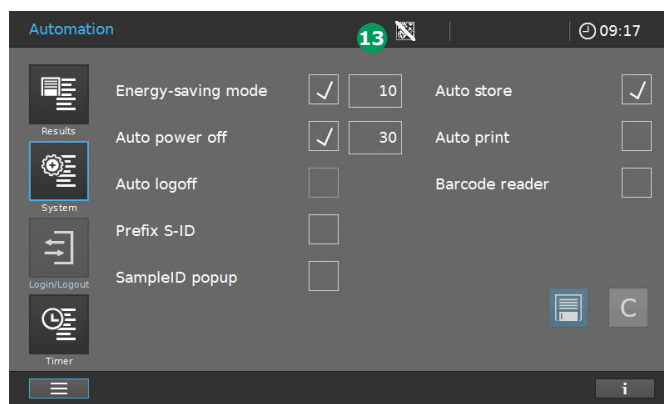 Automation
13
09:17
Results
System
Login/Logout
Timer
Energy-saving mode 10
Auto power off 30
Auto logoff
Prefix S-ID
SampleID popup
Auto store
Auto print
Barcode reader
C
i